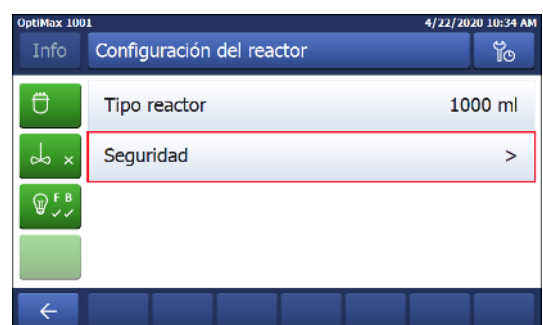 OptiMax 1001 4/22/2020 10:34 AM
Info Configuración del reactor
Tipo reactor 1000 ml
Seguridad >
F B